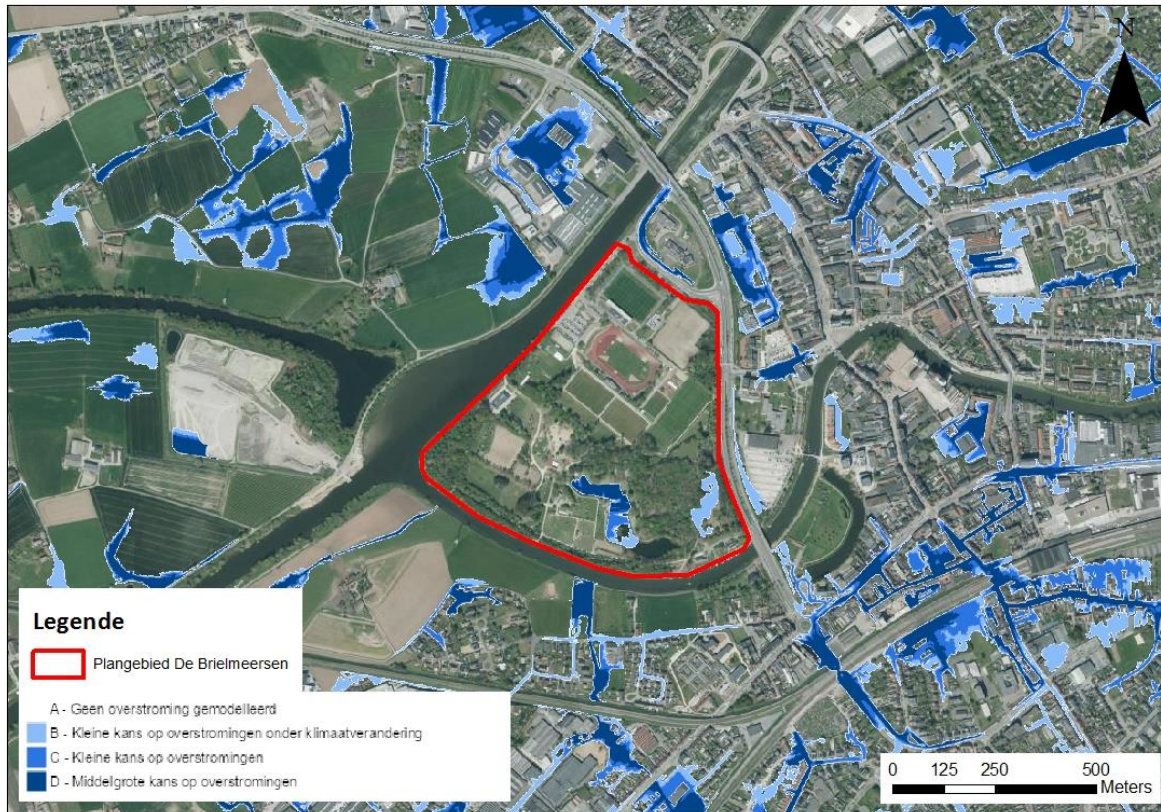 N
Legende
Plangebied De Brielmeersen
A - Geen overstroming gemodelleerd
B - Kleine kans op overstromingen onder klimaatverandering
C - Kleine kans op overstromingen
D - Middelgrote kans op overstromingen
0 125 250 500
Meters